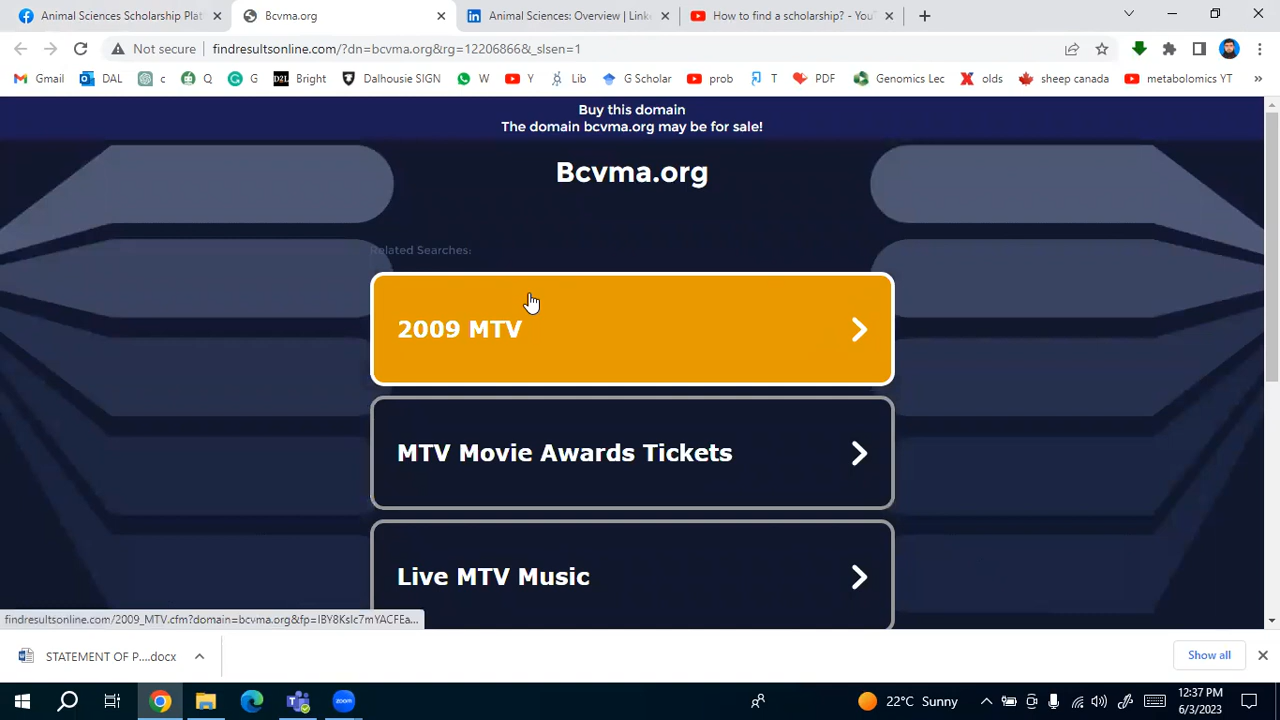 Animal Sciences Scholarship Plat
Bcvma.org
Animal Sciences: Overview | Linke
How to find a scholarship? - You
Not secure
findresultsonline.com/?dn=bcvma.org&rg=12206866&_slsen=1
Gmail
DAL
c
Q
G
D2L
Bright
Dalhousie SIGN
W
Y
Lib
G Scholar
prob
T
PDF
Genomics Lec
olds
sheep canada
metabolomics YT
Buy this domain
The domain bcvma.org may be for sale!
Bcvma.org
Related Searches:
2009 MTV
MTV Movie Awards Tickets
Live MTV Music
findresultsonline.com/2009_MTV.cfm?domain=bcvma.org&fp=IBY8KsIc7mYACFEa...
STATEMENT OF P....docx
Show all
zoom
22°C Sunny
12:37 PM
6/3/2023